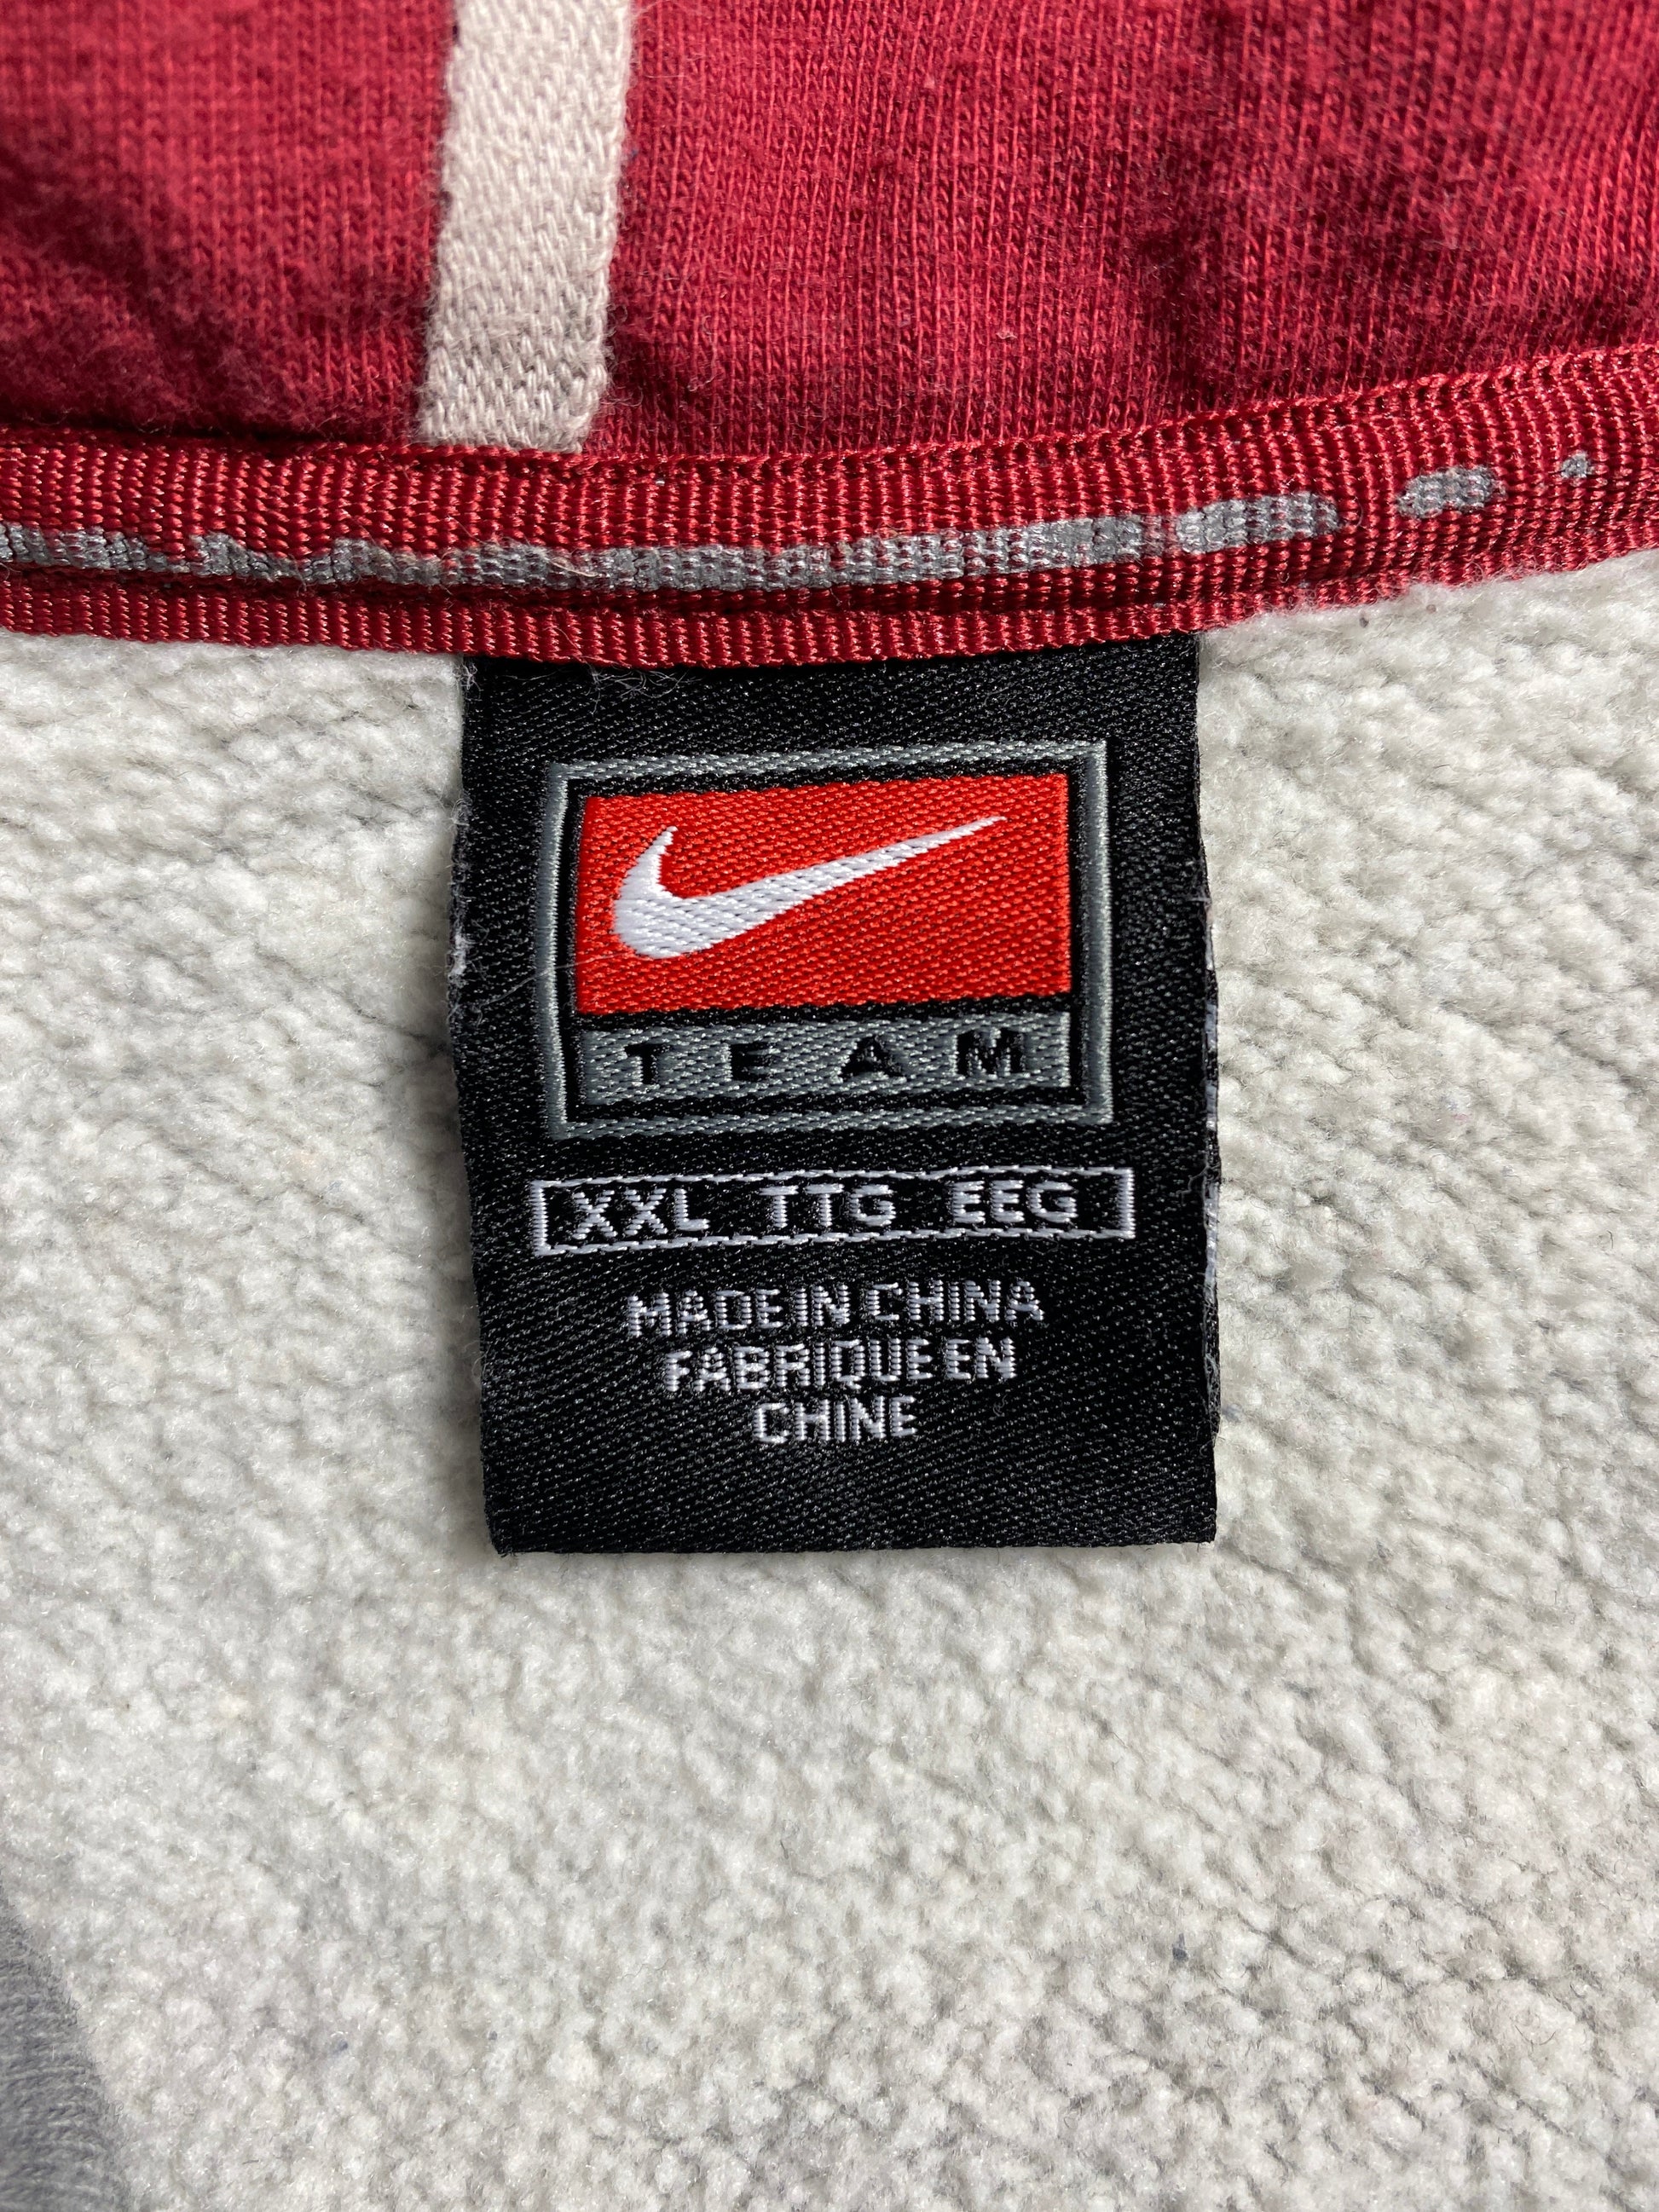 TEAM
XXL TTG EEG
MADE IN CHINA
FABRIQUE EN
CHINE